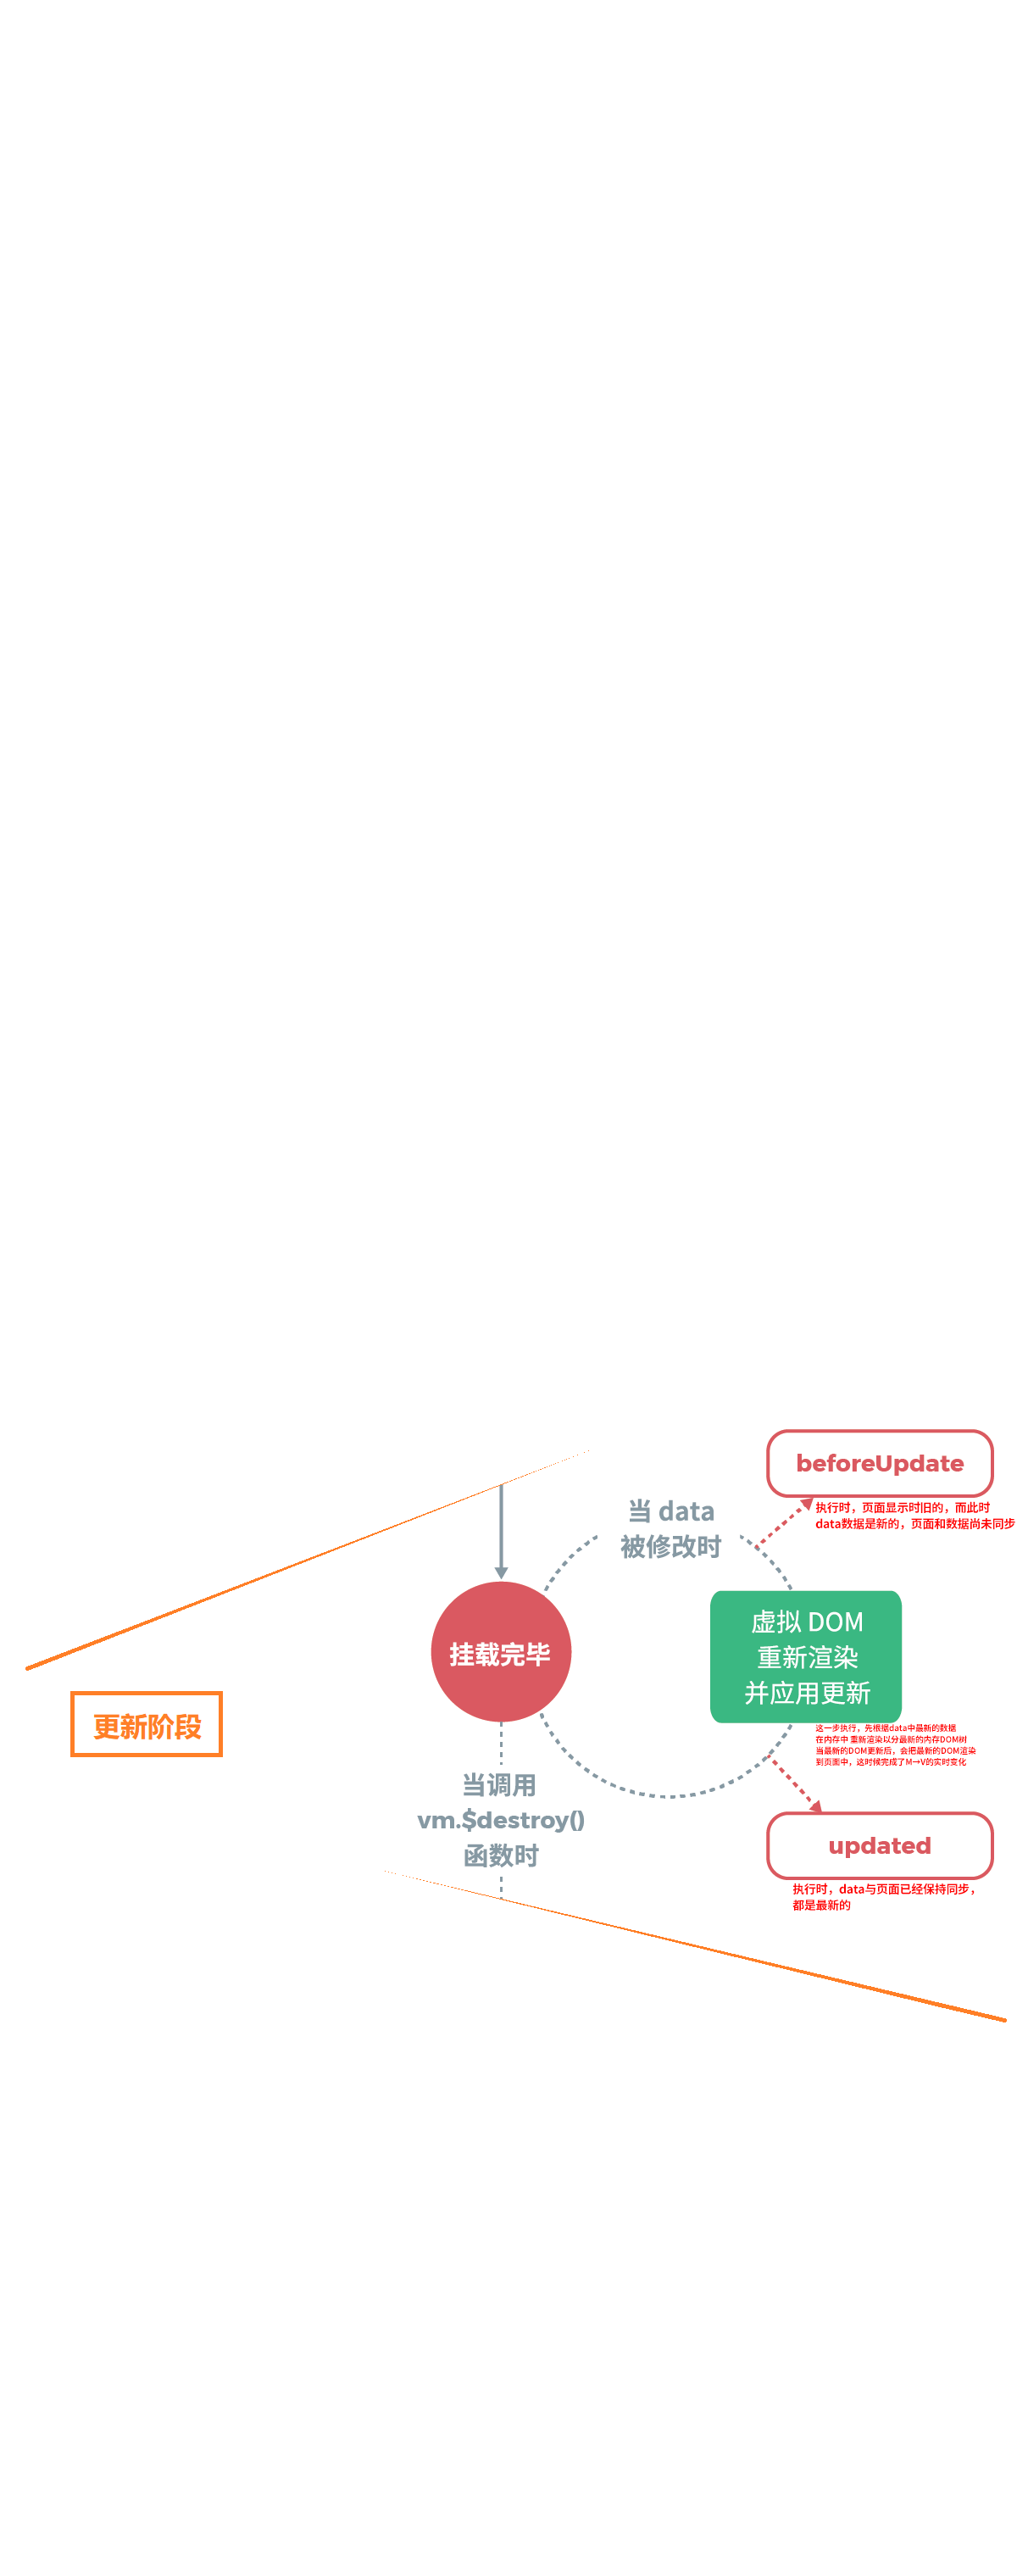 beforeUpdate
执行时，页面显示时旧的，而此时
data数据是新的，页面和数据尚未同步
当 data
被修改时
虚拟 DOM
重新渲染
并应用更新
挂载完毕
更新阶段
这一步执行，先根据data中最新的数据
在内存中 重新渲染以分最新的内存DOM树
当最新的DOM更新后，会把最新的DOM渲染
到页面中，这时候完成了M→V的实时变化
当调用
vm.$destroy()
函数时
updated
执行时，data与页面已经保持同步，
都是最新的